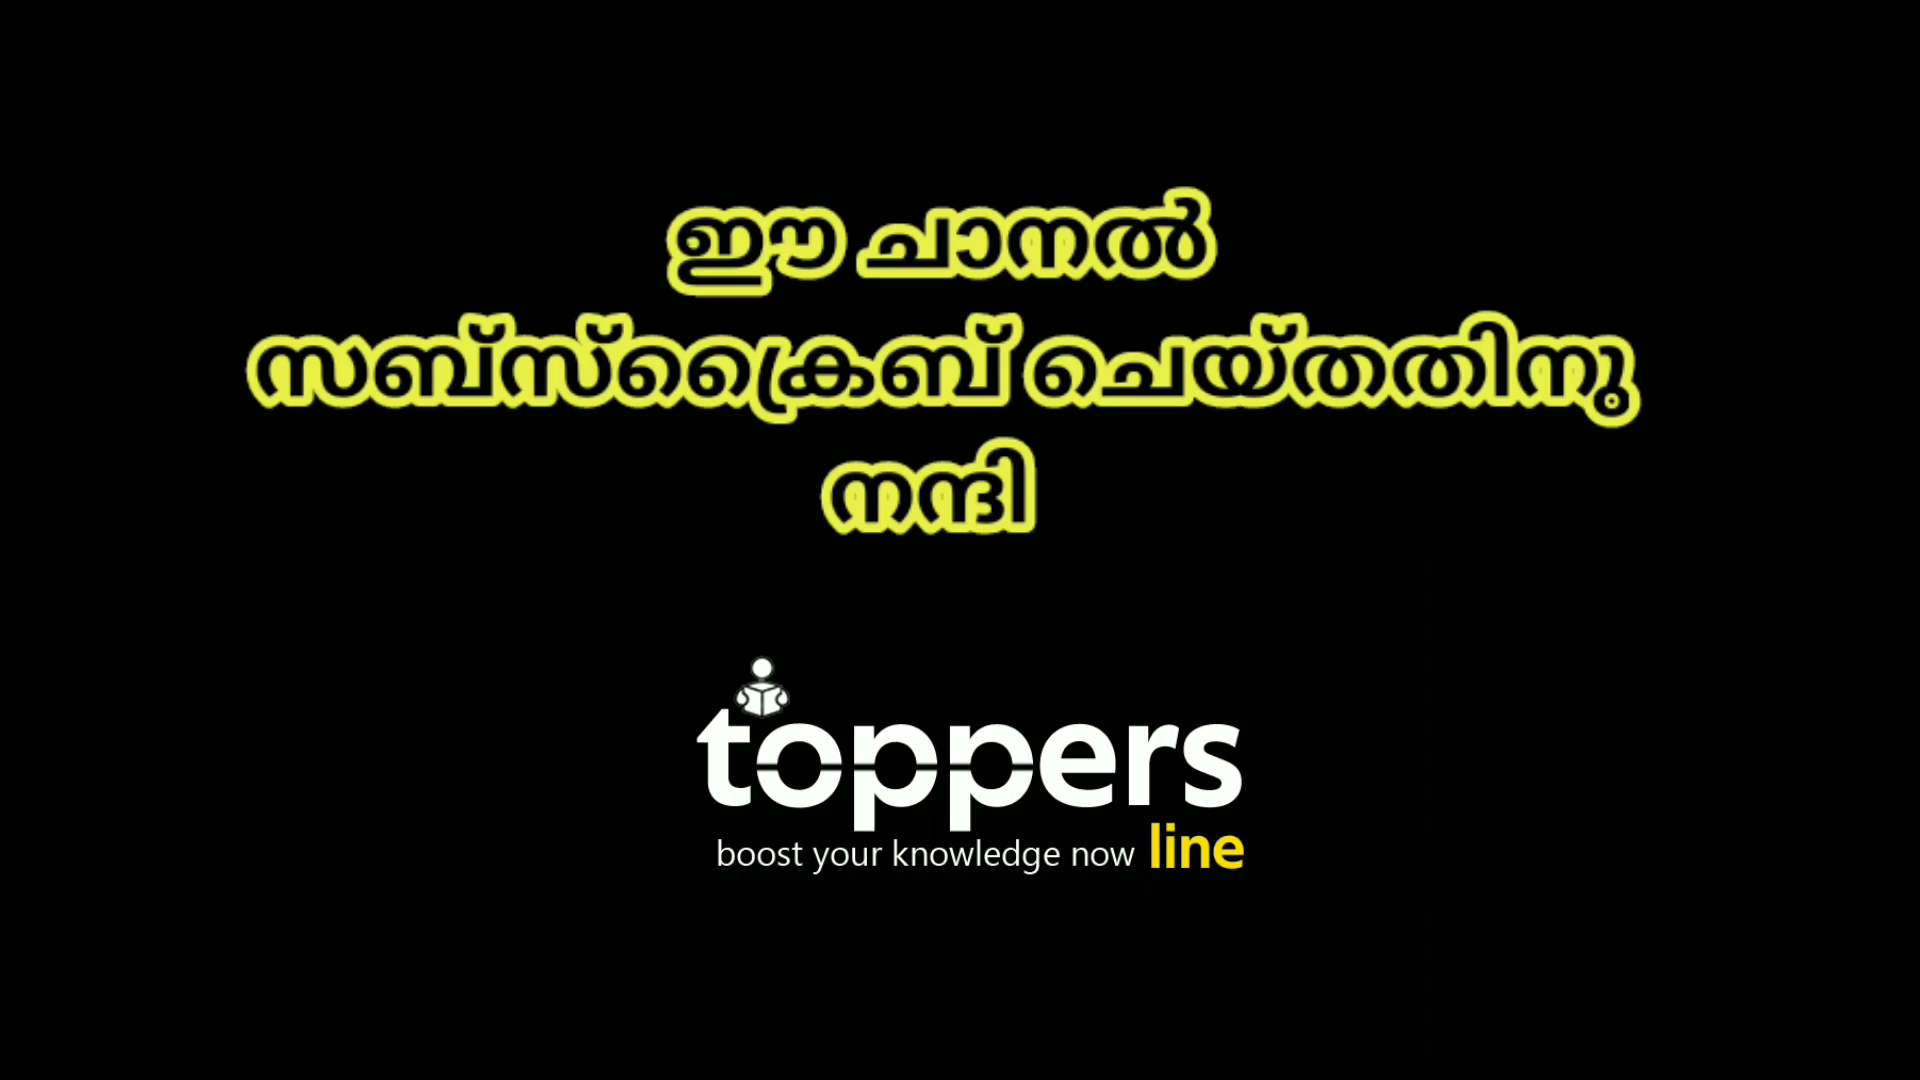 ഈ ചാനൽ
സബ്സ്ക്രൈബ് ചെയ്തതിനു
നന്ദി
toppers
boost your knowledge now line